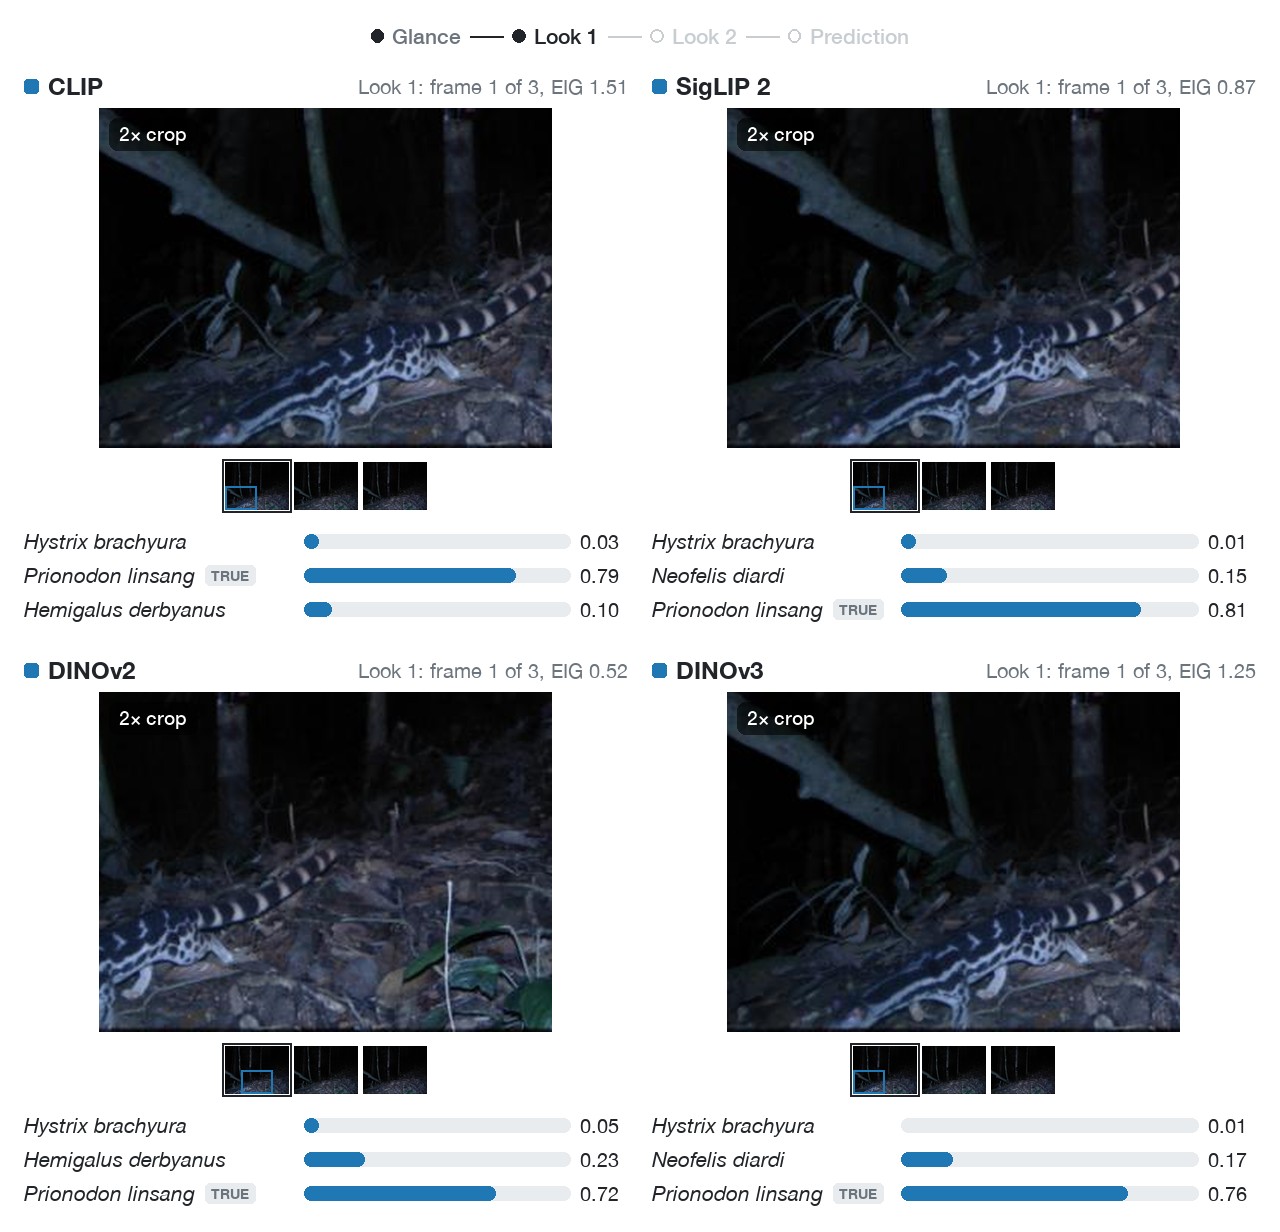 Glance Look 1 Look 2 Prediction
CLIP Look 1: frame 1 of 3, EIG 1.51
2× crop
Hystrix brachyura 0.03
Prionodon linsang TRUE 0.79
Hemigalus derbyanus 0.10
SigLIP 2 Look 1: frame 1 of 3, EIG 0.87
2× crop
Hystrix brachyura 0.01
Neofelis diardi 0.15
Prionodon linsang TRUE 0.81
DINOv2 Look 1: frame 1 of 3, EIG 0.52
2× crop
Hystrix brachyura 0.05
Hemigalus derbyanus 0.23
Prionodon linsang TRUE 0.72
DINOv3 Look 1: frame 1 of 3, EIG 1.25
2× crop
Hystrix brachyura 0.01
Neofelis diardi 0.17
Prionodon linsang TRUE 0.76